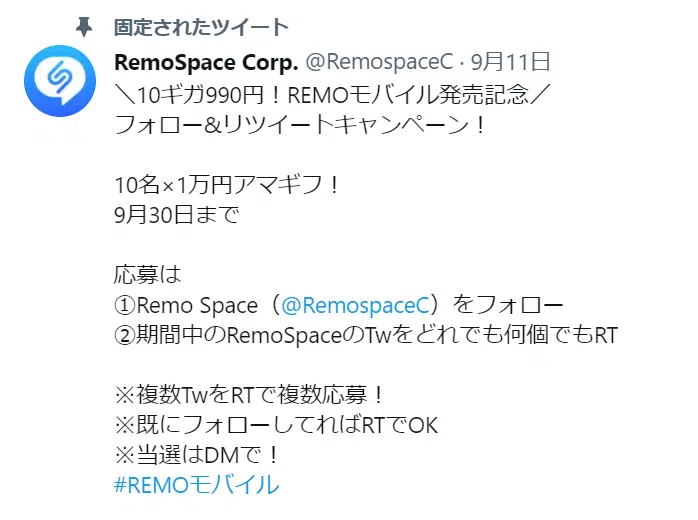 固定されたツイート
RemoSpace Corp. @RemospaceC · 9月11日
＼10ギガ990円！REMOモバイル発売記念／
フォロー&リツイートキャンペーン！
10名×1万円アマギフ！
9月30日まで
応募は
①Remo Space（@RemospaceC）をフォロー
②期間中のRemoSpaceのTwをどれでも何個でもRT
※複数TwをRTで複数応募！
※既にフォローしてればRTでOK
※当選はDMで！
#REMOモバイル